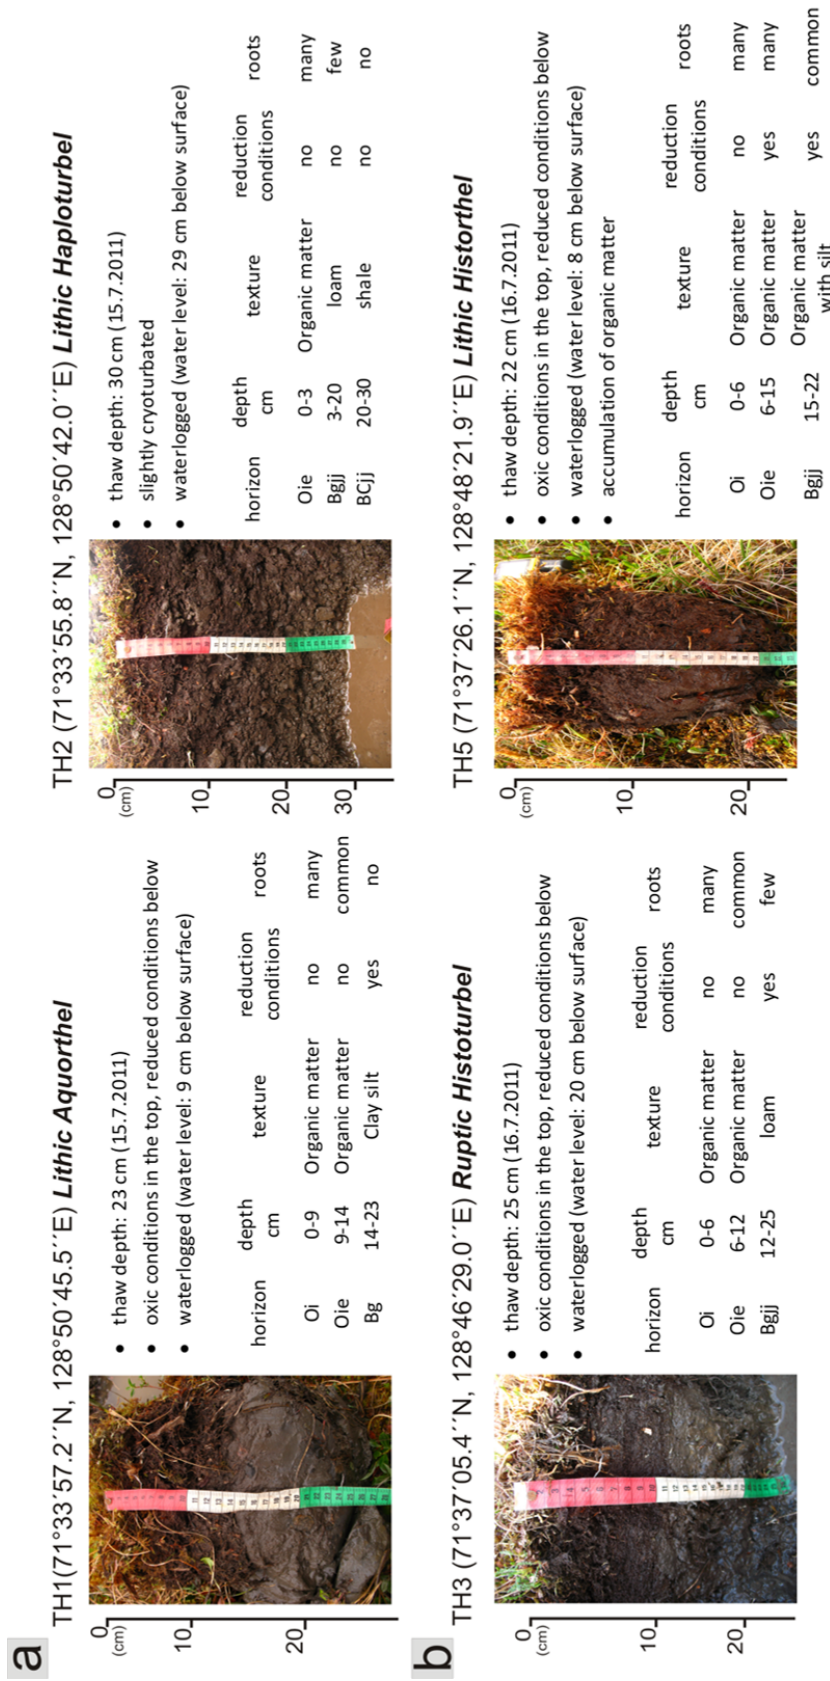 a
TH1(71°33´57.2´´N, 128°50´45.5´´E) Lithic Aquorthel
0
(cm)
10
20
• thaw depth: 23 cm (15.7.2011)
• oxic conditions in the top, reduced conditions below
• waterlogged (water level: 9 cm below surface)
horizon depth texture reduction roots
cm conditions
Oi 0-9 Organic matter no many
Oie 9-14 Organic matter no common
Bg 14-23 Clay silt yes no
TH2 (71°33´55.8´´N, 128°50´42.0´´E) Lithic Haploturbel
0
(cm)
10
20
30
• thaw depth: 30 cm (15.7.2011)
• slightly cryoturbated
• waterlogged (water level: 29 cm below surface)
horizon depth texture reduction roots
cm conditions
Oie 0-3 Organic matter no many
Bgjj 3-20 loam no few
BCjj 20-30 shale no no
b
TH3 (71°37´05.4´´N, 128°46´29.0´´E) Ruptic Histoturbel
0
(cm)
10
20
• thaw depth: 25 cm (16.7.2011)
• oxic conditions in the top, reduced conditions below
• waterlogged (water level: 20 cm below surface)
horizon depth texture reduction roots
cm conditions
Oi 0-6 Organic matter no many
Oie 6-12 Organic matter no common
Bgjj 12-25 loam yes few
TH5 (71°37´26.1´´N, 128°48´21.9´´E) Lithic Historthel
0
(cm)
10
20
• thaw depth: 22 cm (16.7.2011)
• oxic conditions in the top, reduced conditions below
• waterlogged (water level: 8 cm below surface)
• accumulation of organic matter
horizon depth texture reduction roots
cm conditions
Oi 0-6 Organic matter no many
Oie 6-15 Organic matter yes many
Bgjj 15-22 Organic matter yes common
with silt